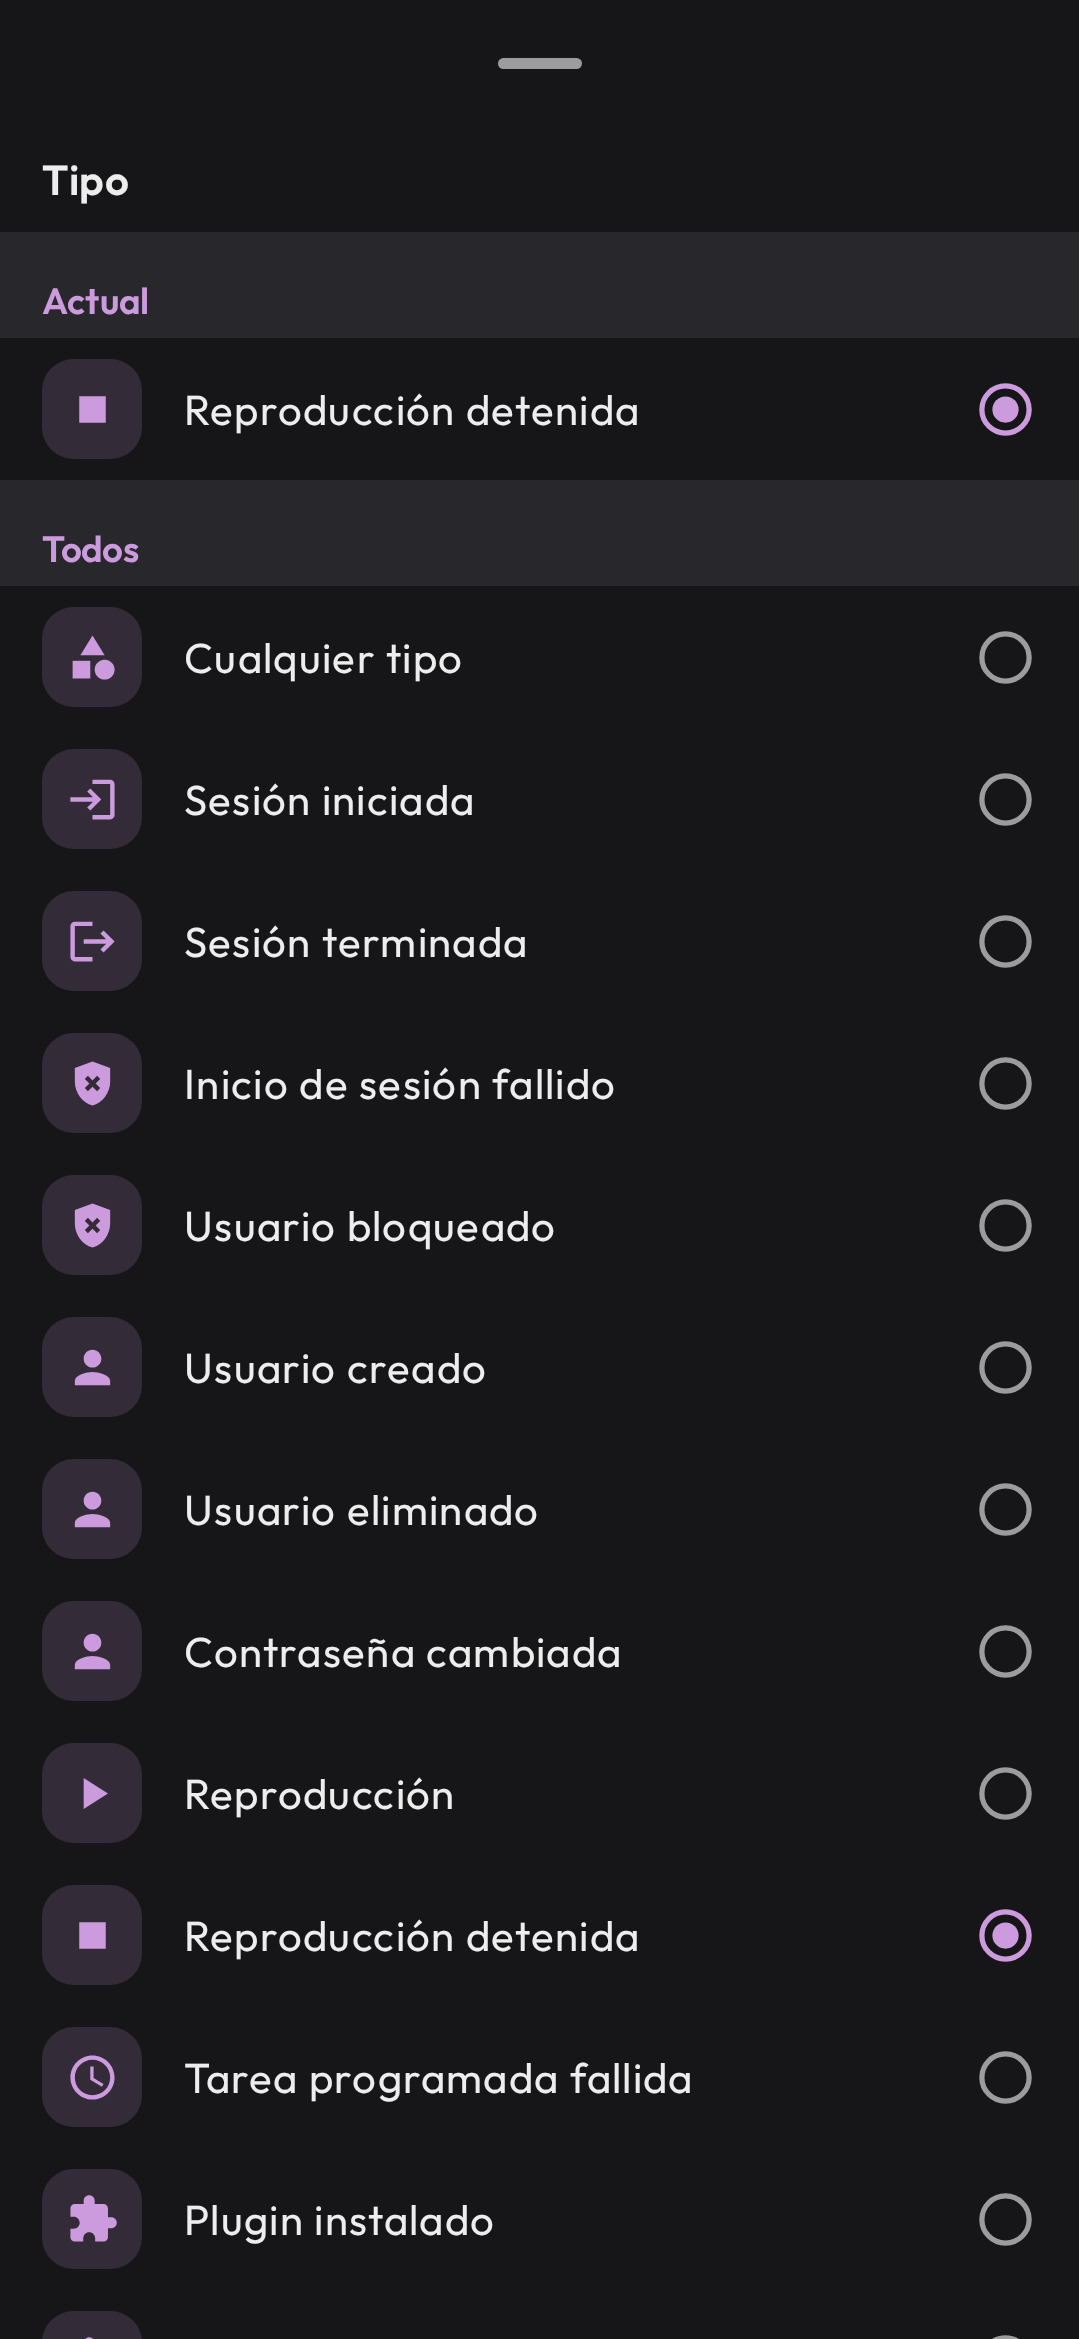 Tipo
Actual
Reproducción detenida
Todos
Cualquier tipo
Sesión iniciada
Sesión terminada
Inicio de sesión fallido
Usuario bloqueado
Usuario creado
Usuario eliminado
Contraseña cambiada
Reproducción
Reproducción detenida
Tarea programada fallida
Plugin instalado